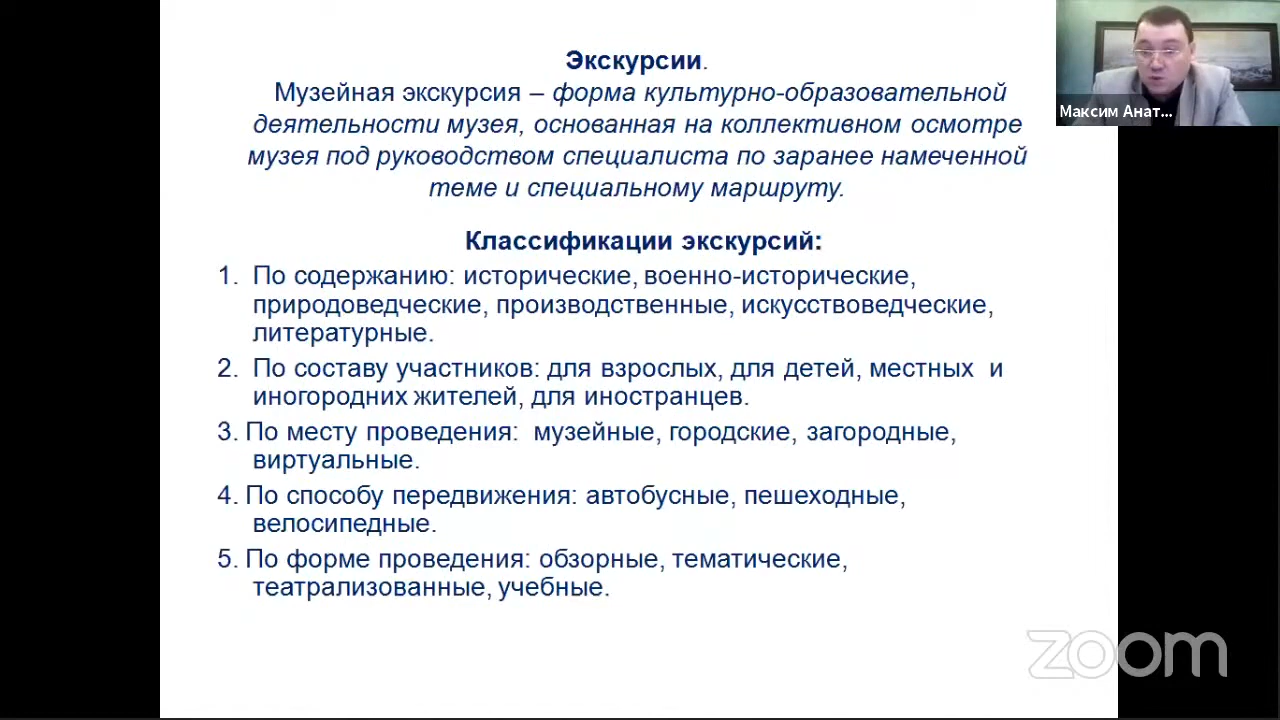 Экскурсии.
Музейная экскурсия – форма культурно-образовательной
деятельности музея, основанная на коллективном осмотре
музея под руководством специалиста по заранее намеченной
теме и специальному маршруту.
Классификации экскурсий:
1. По содержанию: исторические, военно-исторические,
природоведческие, производственные, искусствоведческие,
литературные.
2. По составу участников: для взрослых, для детей, местных и
иногородних жителей, для иностранцев.
3. По месту проведения: музейные, городские, загородные,
виртуальные.
4. По способу передвижения: автобусные, пешеходные,
велосипедные.
5. По форме проведения: обзорные, тематические,
театрализованные, учебные.
Максим Анат...
zoom